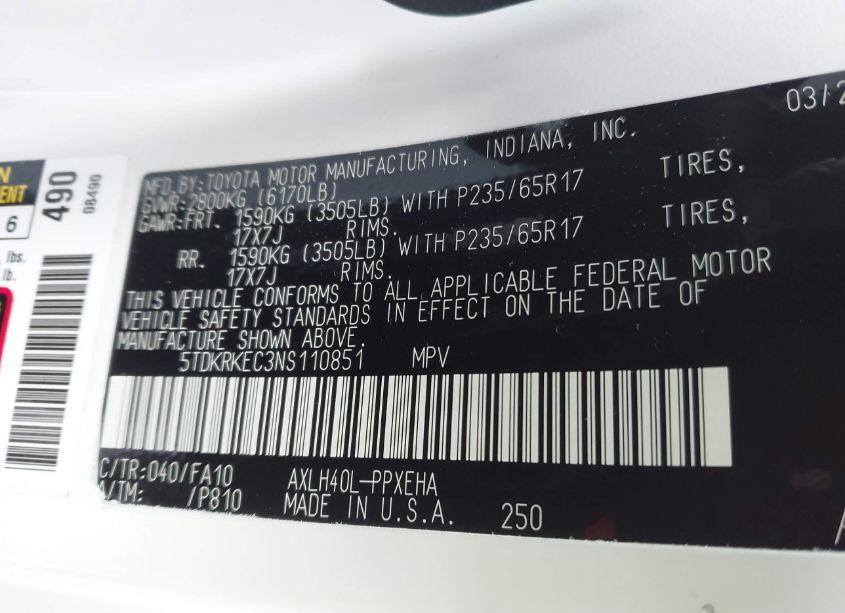 N
ENT
6
490
08490
lbs.
lb.
03/2
MFD.BY:TOYOTA MOTOR MANUFACTURING, INDIANA, INC.
GVWR:2800KG (6170LB)
GAWR:FRT. 1590KG (3505LB) WITH P235/65R17 TIRES,
17X7J RIMS.
RR. 1590KG (3505LB) WITH P235/65R17 TIRES,
17X7J RIMS.
THIS VEHICLE CONFORMS TO ALL APPLICABLE FEDERAL MOTOR
VEHICLE SAFETY STANDARDS IN EFFECT ON THE DATE OF
MANUFACTURE SHOWN ABOVE.
5TDKRKEC3NS110851 MPV
C/TR:040/FA10 AXLH40L-PPXEHA
A/TM: /P810 MADE IN U.S.A. 250